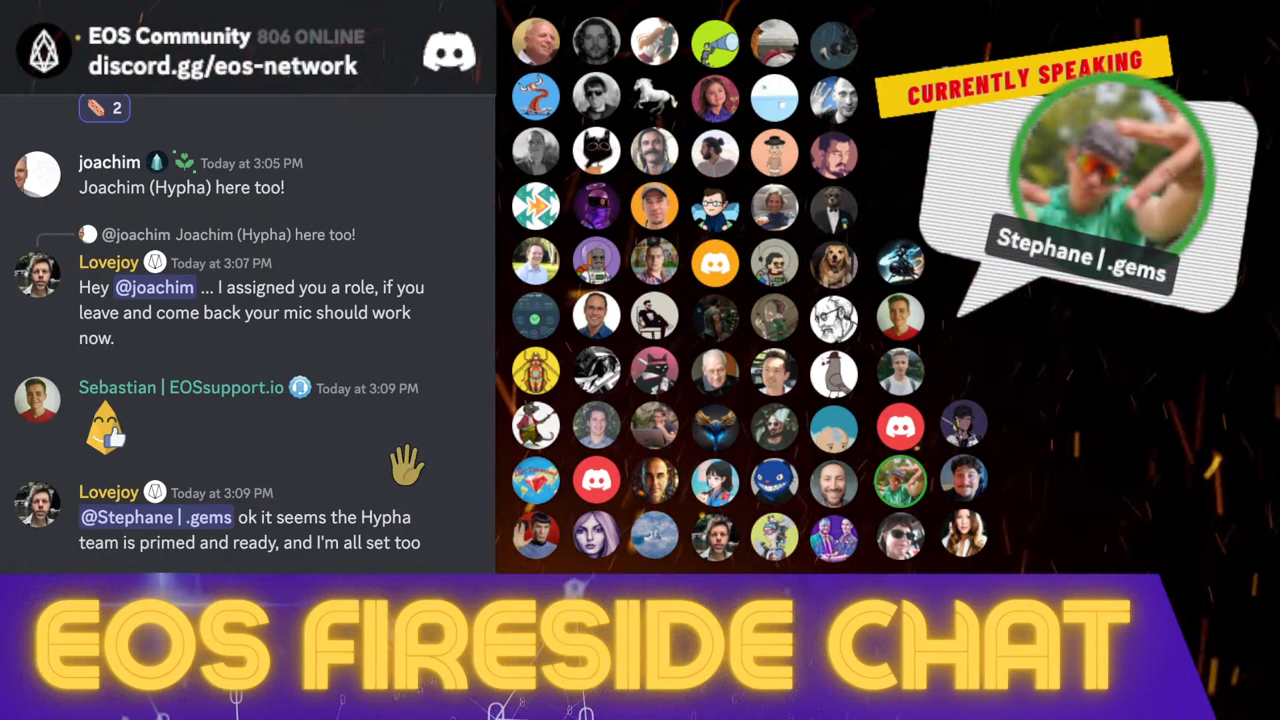 EOS Community 806 ONLINE
discord.gg/eos-network
2
joachim Today at 3:05 PM
Joachim (Hypha) here too!
@joachim Joachim (Hypha) here too!
Lovejoy Today at 3:07 PM
Hey @joachim ... I assigned you a role, if you
leave and come back your mic should work
now.
Sebastian | EOSsupport.io Today at 3:09 PM
Lovejoy Today at 3:09 PM
@Stephane | .gems ok it seems the Hypha
team is primed and ready, and I'm all set too
CURRENTLY SPEAKING
Stephane | .gems
EOS FIRESIDE CHAT